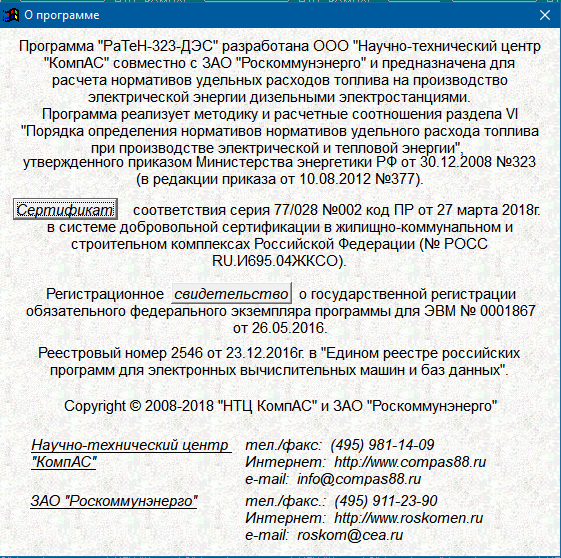 О программе
Программа "РаТеН-323-ДЭС" разработана ООО "Научно-технический центр
"КомпАС" совместно с ЗАО "Роскоммунэнерго" и предназначена для
расчета нормативов удельных расходов топлива на производство
электрической энергии дизельными электростанциями.
Программа реализует методику и расчетные соотношения раздела VI
"Порядка определения нормативов нормативов удельного расхода топлива
при производстве электрической и тепловой энергии",
утвержденного приказом Министерства энергетики РФ от 30.12.2008 №323
(в редакции приказа от 10.08.2012 №377).
Сертификат соответствия серия 77/028 №002 код ПР от 27 марта 2018г.
в системе добровольной сертификации в жилищно-коммунальном и
строительном комплексах Российской Федерации (№ РОСС
RU.И695.04ЖКСО).
Регистрационное свидетельство о государственной регистрации
обязательного федерального экземпляра программы для ЭВМ № 0001867
от 26.05.2016.
Реестровый номер 2546 от 23.12.2016г. в "Едином реестре российских
программ для электронных вычислительных машин и баз данных".
Copyright © 2008-2018 "НТЦ КомпАС" и ЗАО "Роскоммунэнерго"
Научно-технический центр тел./факс: (495) 981-14-09
"КомпАС" Интернет: http://www.compas88.ru
e-mail: info@compas88.ru
ЗАО "Роскоммунэнерго" тел./факс.: (495) 911-23-90
Интернет: http://www.roskomen.ru
e-mail: roskom@cea.ru